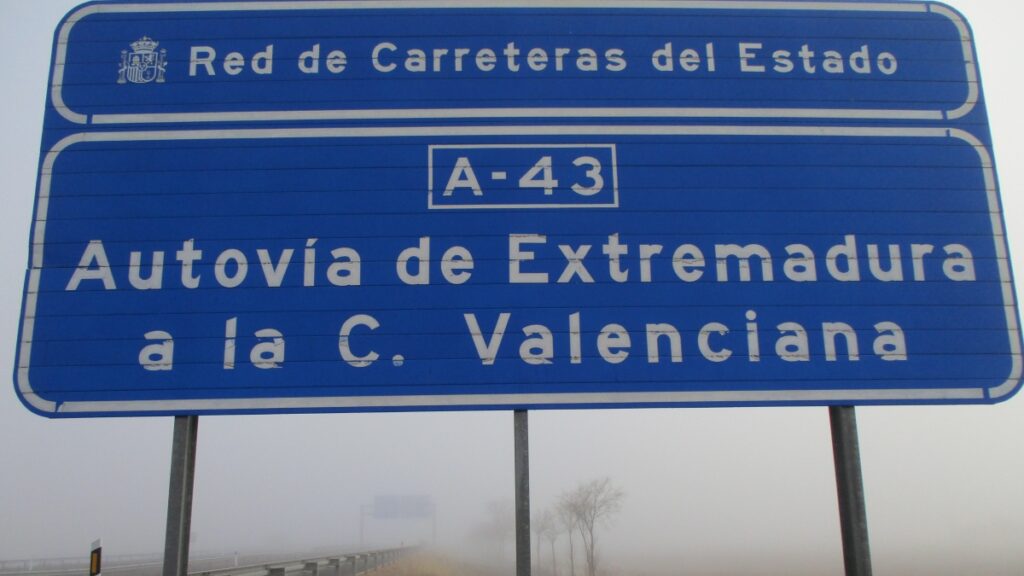 Red de Carreteras del Estado
A-43
Autovía de Extremadura
a la C. Valenciana